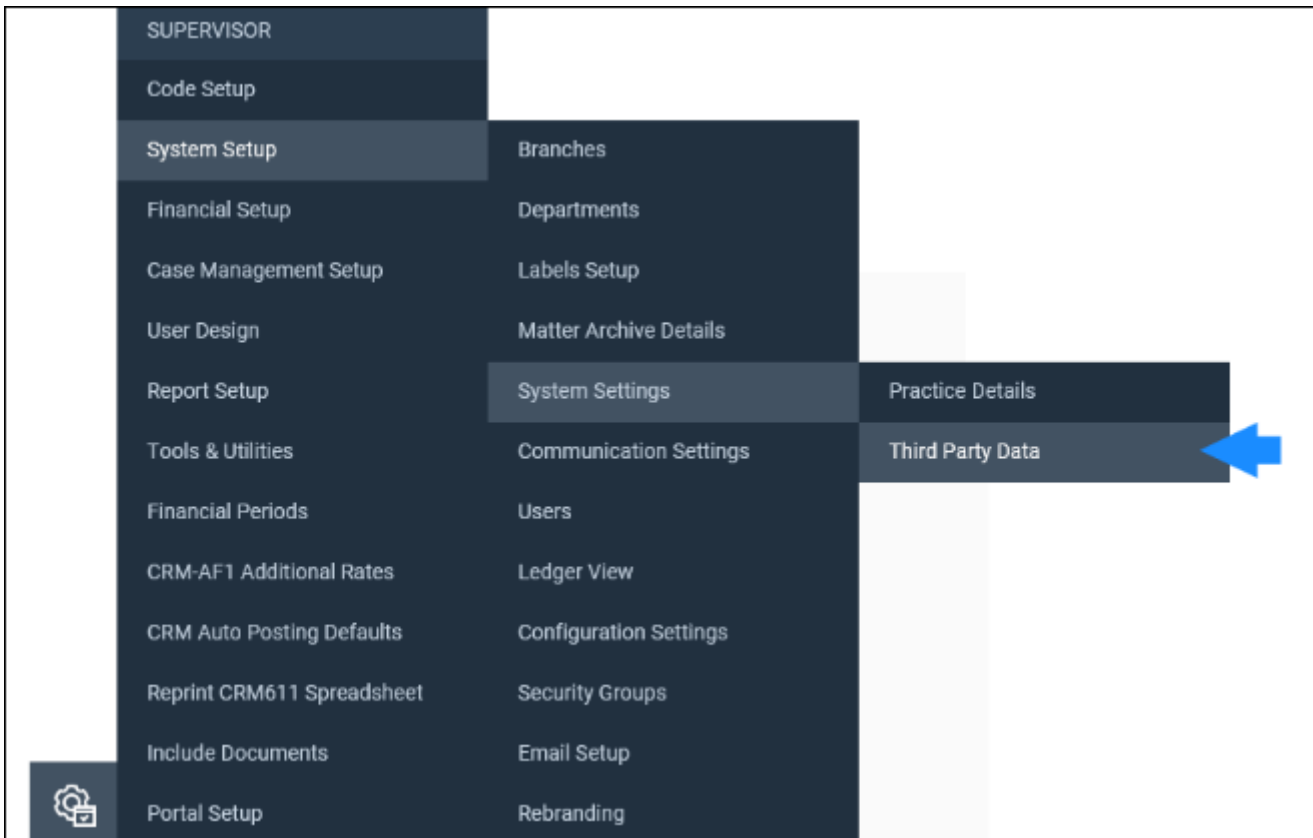 SUPERVISOR
Code Setup
System Setup
Financial Setup
Case Management Setup
User Design
Report Setup
Tools & Utilities
Financial Periods
CRM-AF1 Additional Rates
CRM Auto Posting Defaults
Reprint CRM611 Spreadsheet
Include Documents
Portal Setup
Branches
Departments
Labels Setup
Matter Archive Details
System Settings
Communication Settings
Users
Ledger View
Configuration Settings
Security Groups
Email Setup
Rebranding
Practice Details
Third Party Data